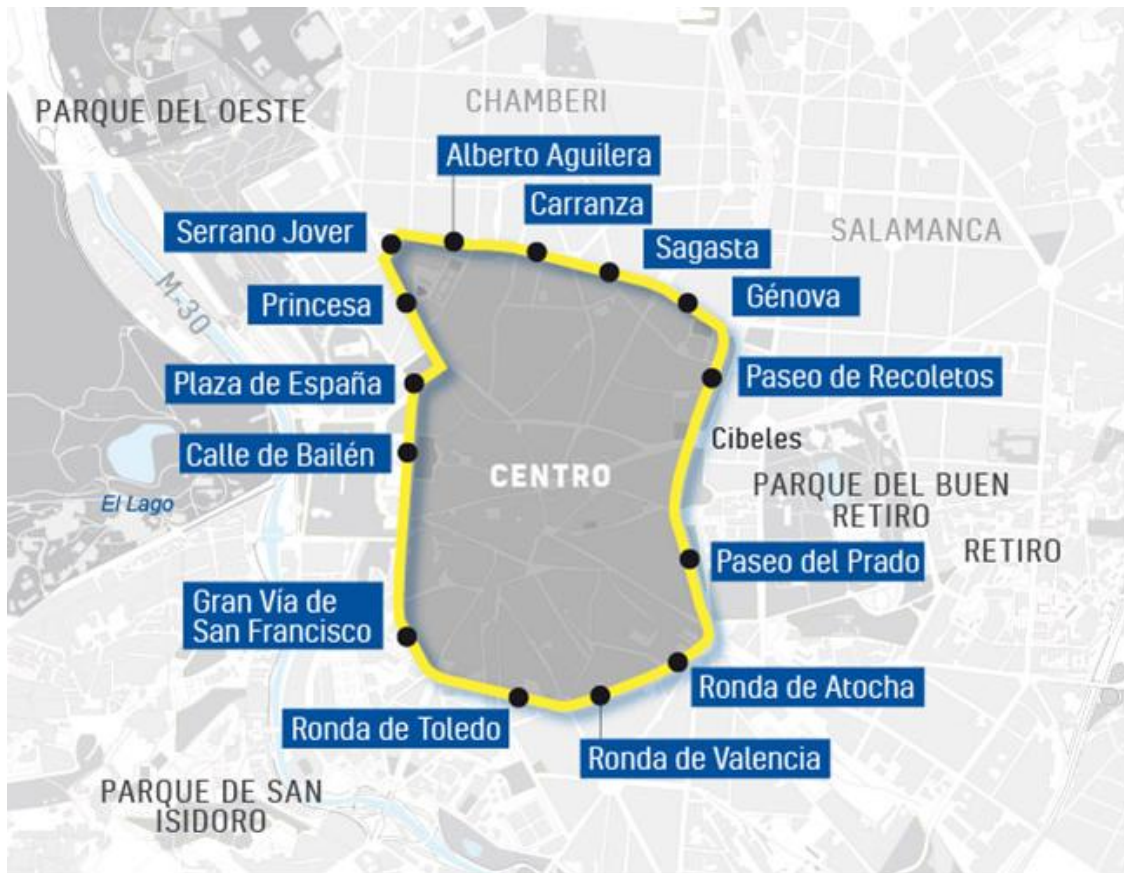 CHAMBERI
PARQUE DEL OESTE
Alberto Aguilera
Carranza
Serrano Jover
Sagasta
SALAMANCA
M-30
Princesa
Génova
Plaza de España
Paseo de Recoletos
Calle de Bailén
Cibeles
CENTRO
El Lago
PARQUE DEL BUEN
RETIRO
RETIRO
Paseo del Prado
Gran Vía de
San Francisco
Ronda de Atocha
Ronda de Toledo
Ronda de Valencia
PARQUE DE SAN
ISIDORO